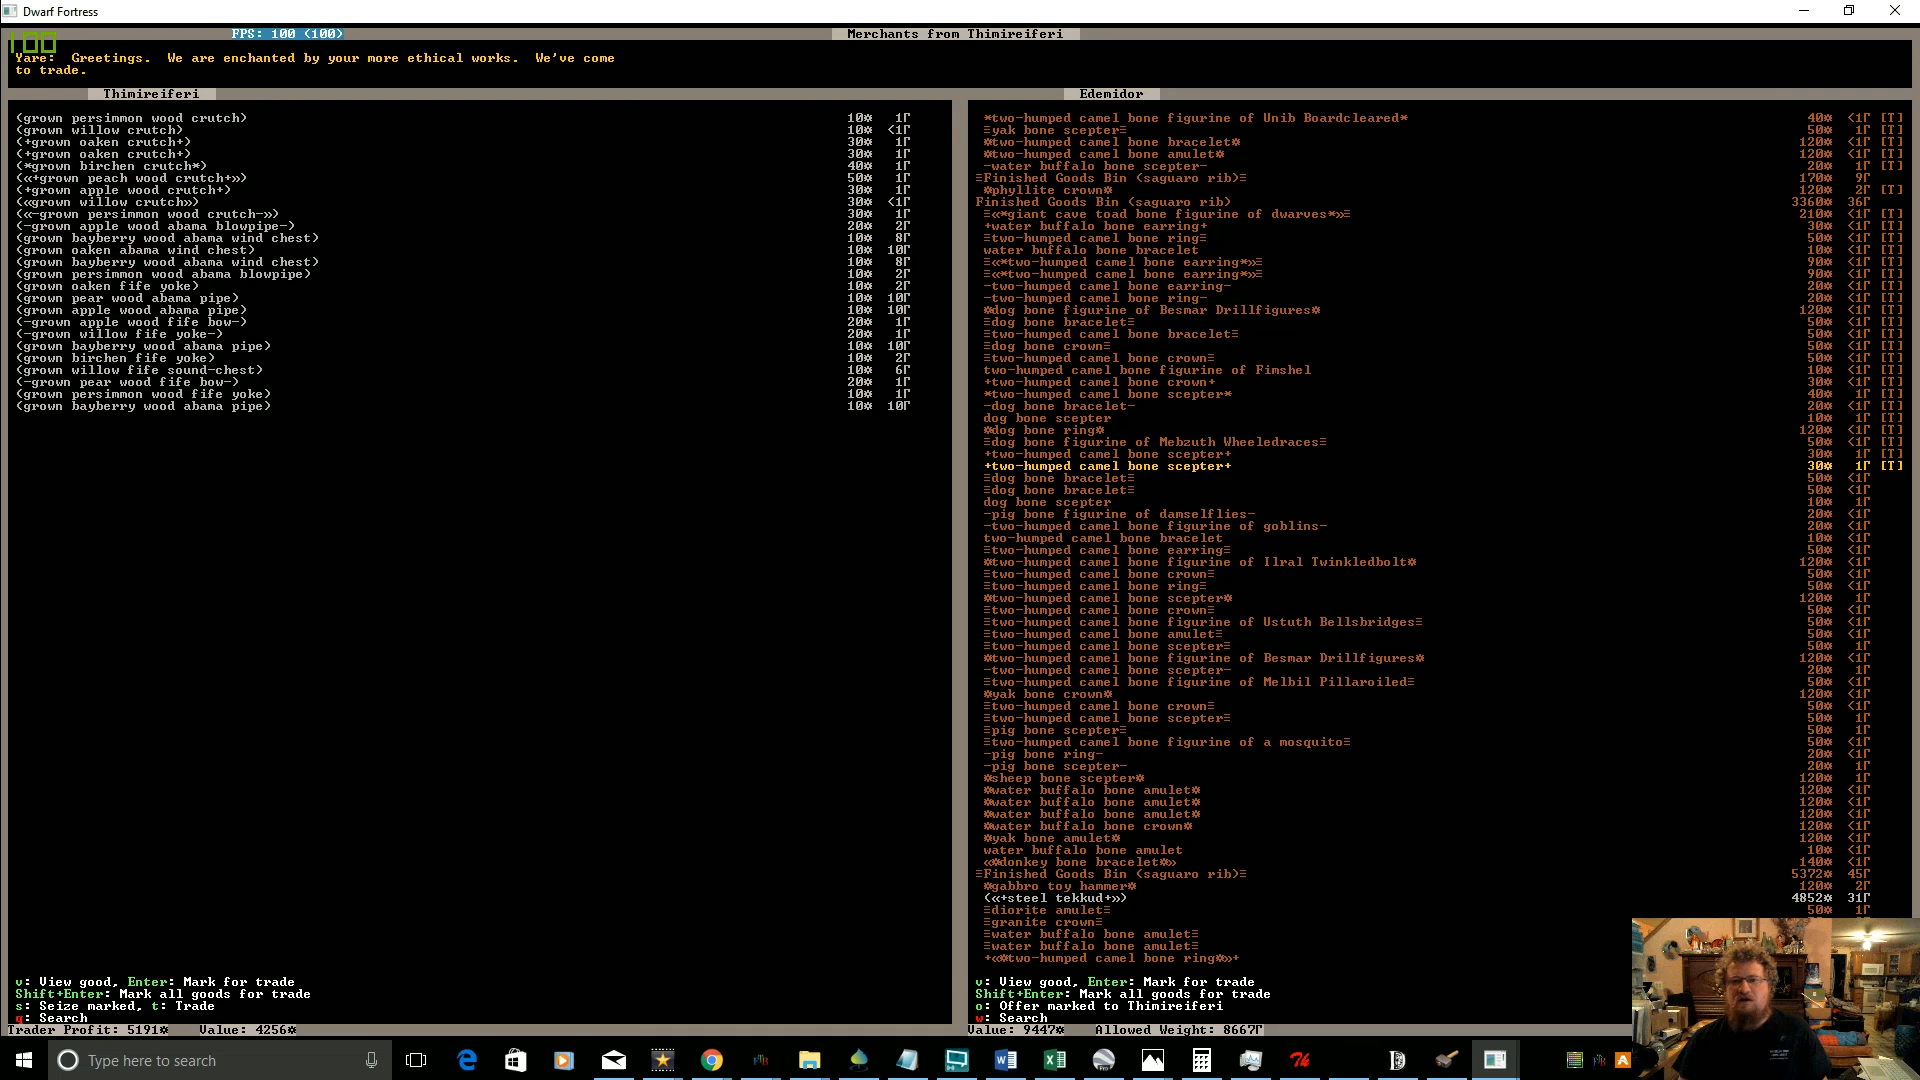 Dwarf Fortress
100
FPS: 100 (100)
Merchants from Thimireiferi
Yare: Greetings. We are enchanted by your more ethical works. We've come
to trade.
Thimireiferi
(grown persimmon wood crutch) 10☼ 1Γ
(grown willow crutch) 10☼ <1Γ
(+grown oaken crutch+) 30☼ 1Γ
(+grown oaken crutch+) 30☼ 1Γ
(*grown birchen crutch*) 40☼ 1Γ
(«+grown peach wood crutch+») 50☼ 1Γ
(+grown apple wood crutch+) 30☼ 1Γ
(«grown willow crutch») 30☼ <1Γ
(«-grown persimmon wood crutch-») 30☼ 1Γ
(-grown apple wood abama blowpipe-) 20☼ 2Γ
(grown bayberry wood abama wind chest) 10☼ 8Γ
(grown oaken abama wind chest) 10☼ 10Γ
(grown bayberry wood abama wind chest) 10☼ 8Γ
(grown persimmon wood abama blowpipe) 10☼ 2Γ
(grown oaken fife yoke) 10☼ 2Γ
(grown pear wood abama pipe) 10☼ 10Γ
(grown apple wood abama pipe) 10☼ 10Γ
(-grown apple wood fife bow-) 20☼ 1Γ
(-grown willow fife yoke-) 20☼ 1Γ
(grown bayberry wood abama pipe) 10☼ 10Γ
(grown birchen fife yoke) 10☼ 2Γ
(grown willow fife sound-chest) 10☼ 6Γ
(-grown pear wood fife bow-) 20☼ 1Γ
(grown persimmon wood fife yoke) 10☼ 1Γ
(grown bayberry wood abama pipe) 10☼ 10Γ
v: View good, Enter: Mark for trade
Shift+Enter: Mark all goods for trade
s: Seize marked, t: Trade
q: Search
Trader Profit: 5191☼ Value: 4256☼
Edemidor
*two-humped camel bone figurine of Unib Boardcleared* 40☼ <1Γ [T]
≡yak bone scepter≡ 50☼ 1Γ [T]
☼two-humped camel bone bracelet☼ 120☼ <1Γ [T]
☼two-humped camel bone amulet☼ 120☼ <1Γ [T]
-water buffalo bone scepter- 20☼ 1Γ [T]
≡Finished Goods Bin (saguaro rib)≡ 170☼ 9Γ
☼phyllite crown☼ 120☼ 2Γ [T]
Finished Goods Bin (saguaro rib) 3360☼ 36Γ
≡«*giant cave toad bone figurine of dwarves*»≡ 210☼ <1Γ [T]
+water buffalo bone earring+ 30☼ <1Γ [T]
≡two-humped camel bone ring≡ 50☼ <1Γ [T]
water buffalo bone bracelet 10☼ <1Γ [T]
≡«*two-humped camel bone earring*»≡ 90☼ <1Γ [T]
≡«*two-humped camel bone earring*»≡ 90☼ <1Γ [T]
-two-humped camel bone earring- 20☼ <1Γ [T]
-two-humped camel bone ring- 20☼ <1Γ [T]
☼dog bone figurine of Besmar Drillfigures☼ 120☼ <1Γ [T]
≡dog bone bracelet≡ 50☼ <1Γ [T]
≡two-humped camel bone bracelet≡ 50☼ <1Γ [T]
≡dog bone crown≡ 50☼ <1Γ [T]
≡two-humped camel bone crown≡ 50☼ <1Γ [T]
two-humped camel bone figurine of Fimshel 10☼ <1Γ [T]
+two-humped camel bone crown+ 30☼ <1Γ [T]
*two-humped camel bone scepter* 40☼ 1Γ [T]
-dog bone bracelet- 20☼ <1Γ [T]
dog bone scepter 10☼ 1Γ [T]
☼dog bone ring☼ 120☼ <1Γ [T]
≡dog bone figurine of Mebzuth Wheeledraces≡ 50☼ <1Γ [T]
+two-humped camel bone scepter+ 30☼ 1Γ [T]
+two-humped camel bone scepter+ 30☼ 1Γ [T]
≡dog bone bracelet≡ 50☼ <1Γ
≡dog bone bracelet≡ 50☼ <1Γ
dog bone scepter 10☼ 1Γ
-pig bone figurine of damselflies- 20☼ <1Γ
-two-humped camel bone figurine of goblins- 20☼ <1Γ
two-humped camel bone bracelet 10☼ <1Γ
≡two-humped camel bone earring≡ 50☼ <1Γ
☼two-humped camel bone figurine of Ilral Twinkledbolt☼ 120☼ <1Γ
≡two-humped camel bone crown≡ 50☼ <1Γ
≡two-humped camel bone ring≡ 50☼ <1Γ
☼two-humped camel bone scepter☼ 120☼ 1Γ
≡two-humped camel bone crown≡ 50☼ <1Γ
≡two-humped camel bone figurine of Ustuth Bellsbridges≡ 50☼ <1Γ
≡two-humped camel bone amulet≡ 50☼ <1Γ
≡two-humped camel bone scepter≡ 50☼ 1Γ
☼two-humped camel bone figurine of Besmar Drillfigures☼ 120☼ <1Γ
-two-humped camel bone scepter- 20☼ 1Γ
≡two-humped camel bone figurine of Melbil Pillaroiled≡ 50☼ <1Γ
☼yak bone crown☼ 120☼ <1Γ
≡two-humped camel bone crown≡ 50☼ <1Γ
≡two-humped camel bone scepter≡ 50☼ 1Γ
≡pig bone scepter≡ 50☼ 1Γ
≡two-humped camel bone figurine of a mosquito≡ 50☼ <1Γ
-pig bone ring- 20☼ <1Γ
-pig bone scepter- 20☼ 1Γ
☼sheep bone scepter☼ 120☼ 1Γ
☼water buffalo bone amulet☼ 120☼ <1Γ
☼water buffalo bone amulet☼ 120☼ <1Γ
☼water buffalo bone amulet☼ 120☼ <1Γ
☼water buffalo bone crown☼ 120☼ <1Γ
☼yak bone amulet☼ 120☼ <1Γ
water buffalo bone amulet 10☼ <1Γ
«☼donkey bone bracelet☼» 140☼ <1Γ
≡Finished Goods Bin (saguaro rib)≡ 5372☼ 45Γ
☼gabbro toy hammer☼ 120☼ 2Γ
(«+steel tekkud+») 4852☼ 31Γ
≡diorite amulet≡ 50☼ 1Γ
≡granite crown≡
≡water buffalo bone amulet≡
≡water buffalo bone amulet≡
+«☼two-humped camel bone ring☼»+
v: View good, Enter: Mark for trade
Shift+Enter: Mark all goods for trade
o: Offer marked to Thimireiferi
w: Search
Value: 9447☼ Allowed Weight: 8667Γ
Type here to search